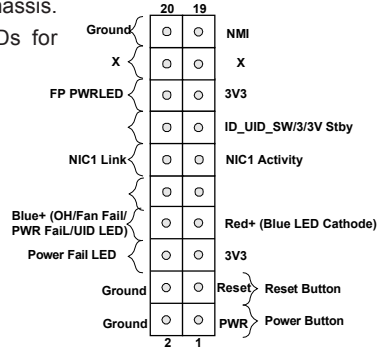 assis.
Ds for
20 19
Ground NMI
X X
FP PWRLED 3V3
ID_UID_SW/3/3V Stby
NIC1 Link NIC1 Activity
Blue+ (OH/Fan Fail/
PWR FaiL/UID LED) Red+ (Blue LED Cathode)
Power Fail LED 3V3
Ground Reset Reset Button
Ground PWR Power Button
2 1